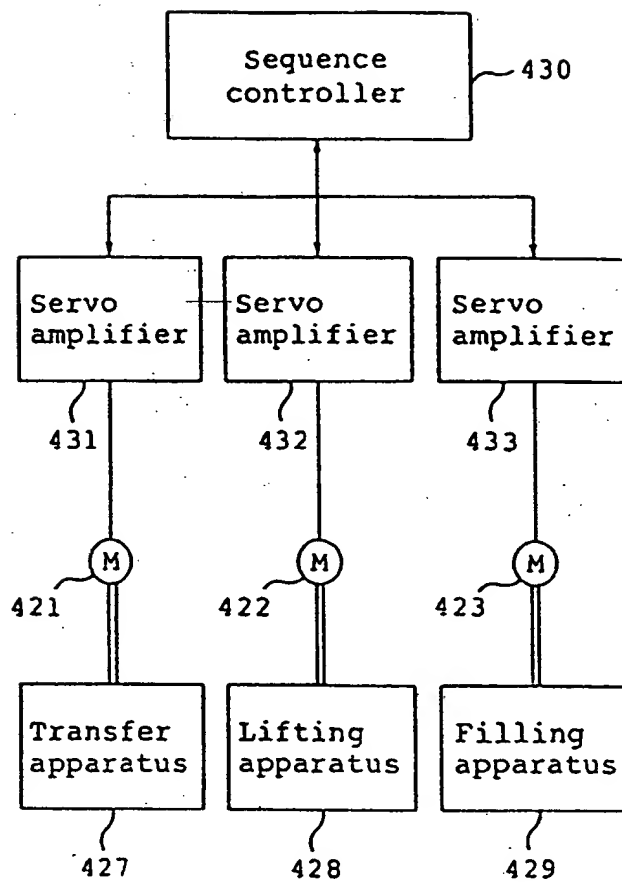 Sequence
controller
430
Servo
amplifier
Servo
amplifier
Servo
amplifier
431
432
433
M
M
M
421
422
423
Transfer
apparatus
Lifting
apparatus
Filling
apparatus
427
428
429